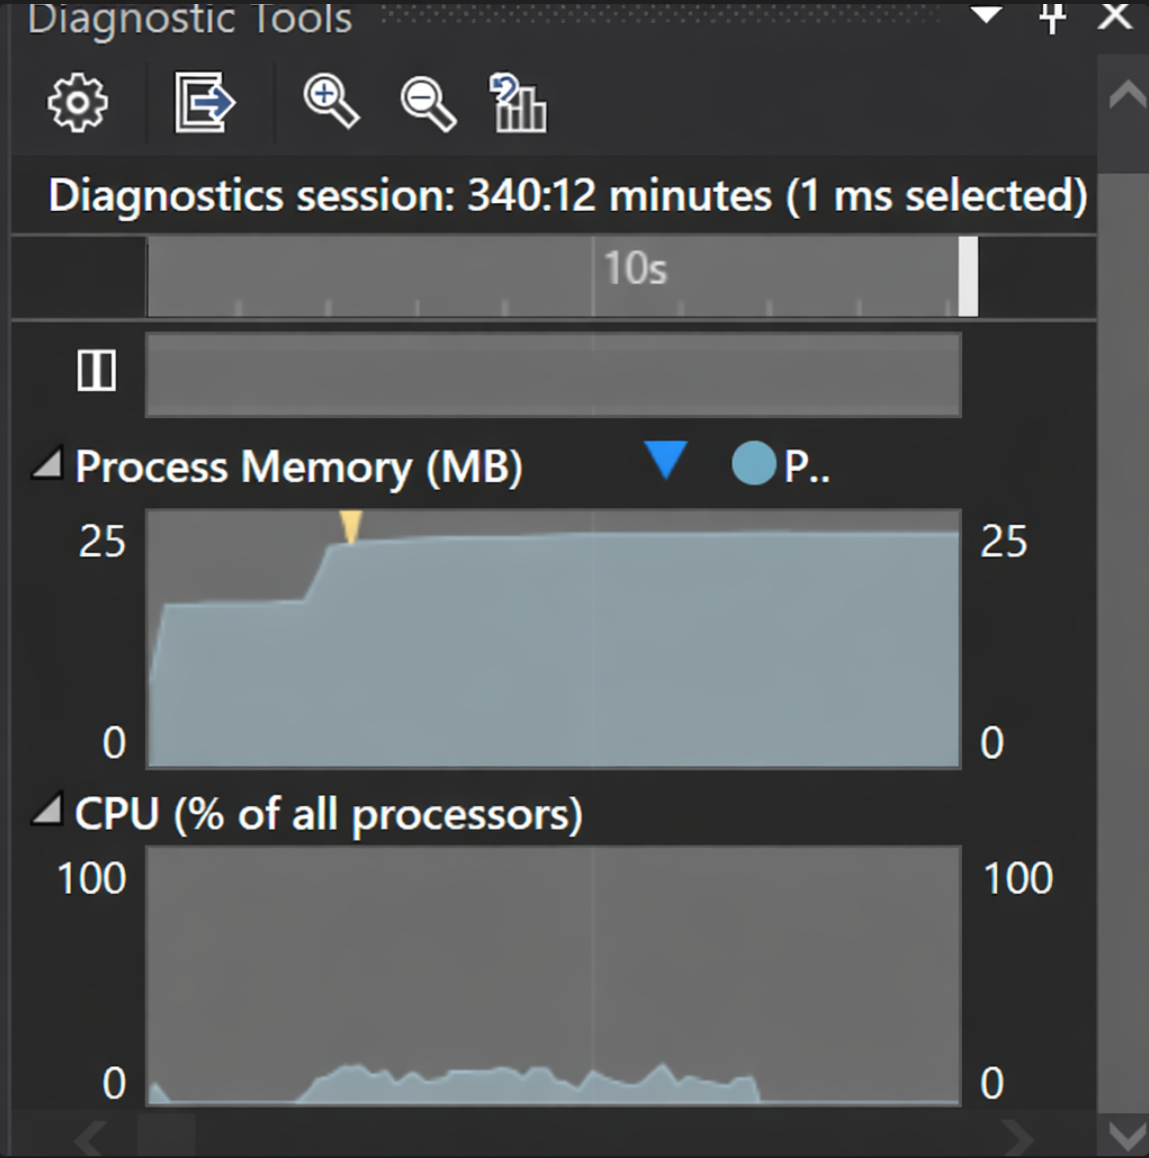 Diagnostic Tools
Diagnostics session: 340:12 minutes (1 ms selected)
10s
Process Memory (MB) P..
25 25
0 0
CPU (% of all processors)
100 100
0 0